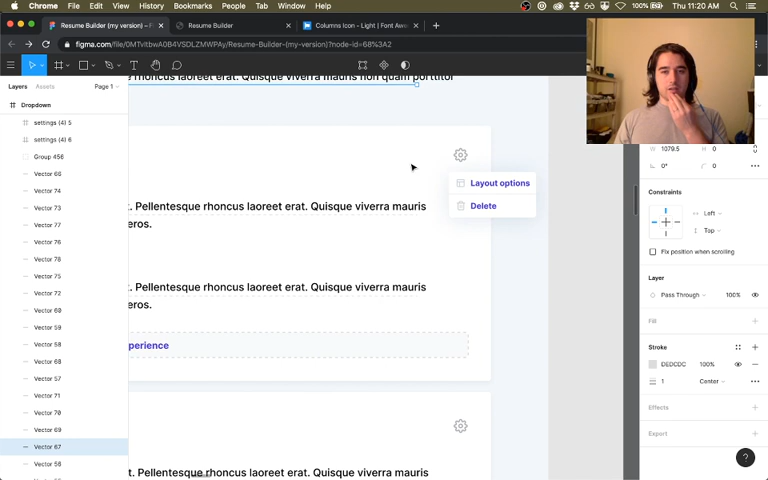 Chrome File Edit View History Bookmarks People Tab Window Help
100% Thu 11:20 AM
Resume Builder (my version) – F
Resume Builder
Columns Icon - Light | Font Awe
figma.com/file/0MTyItbwA0B4VSDLZMWPAy/Resume-Builder-(my-version)?node-id=68%3A2
Layers Assets Page 1
Dropdown
settings (4) 5
settings (4) 6
Group 456
Vector 66
Vector 74
Vector 73
Vector 77
Vector 76
Vector 78
Vector 75
Vector 72
Vector 60
Vector 59
Vector 58
Vector 68
Vector 57
Vector 71
Vector 70
Vector 69
Vector 67
Vector 56
rhoncus laoreet erat. Quisque viverra mauris non quam porttitor
Layout options
Delete
t. Pellentesque rhoncus laoreet erat. Quisque viverra mauris
eros.
t. Pellentesque rhoncus laoreet erat. Quisque viverra mauris
eros.
perience
t. Pellentesque rhoncus laoreet erat. Quisque viverra mauris
W 1079.5 H 0
0° 0
Constraints
Left
Top
Fix position when scrolling
Layer
Pass Through 100%
Fill
Stroke
DEDCDC 100%
1 Center
Effects
Export
?